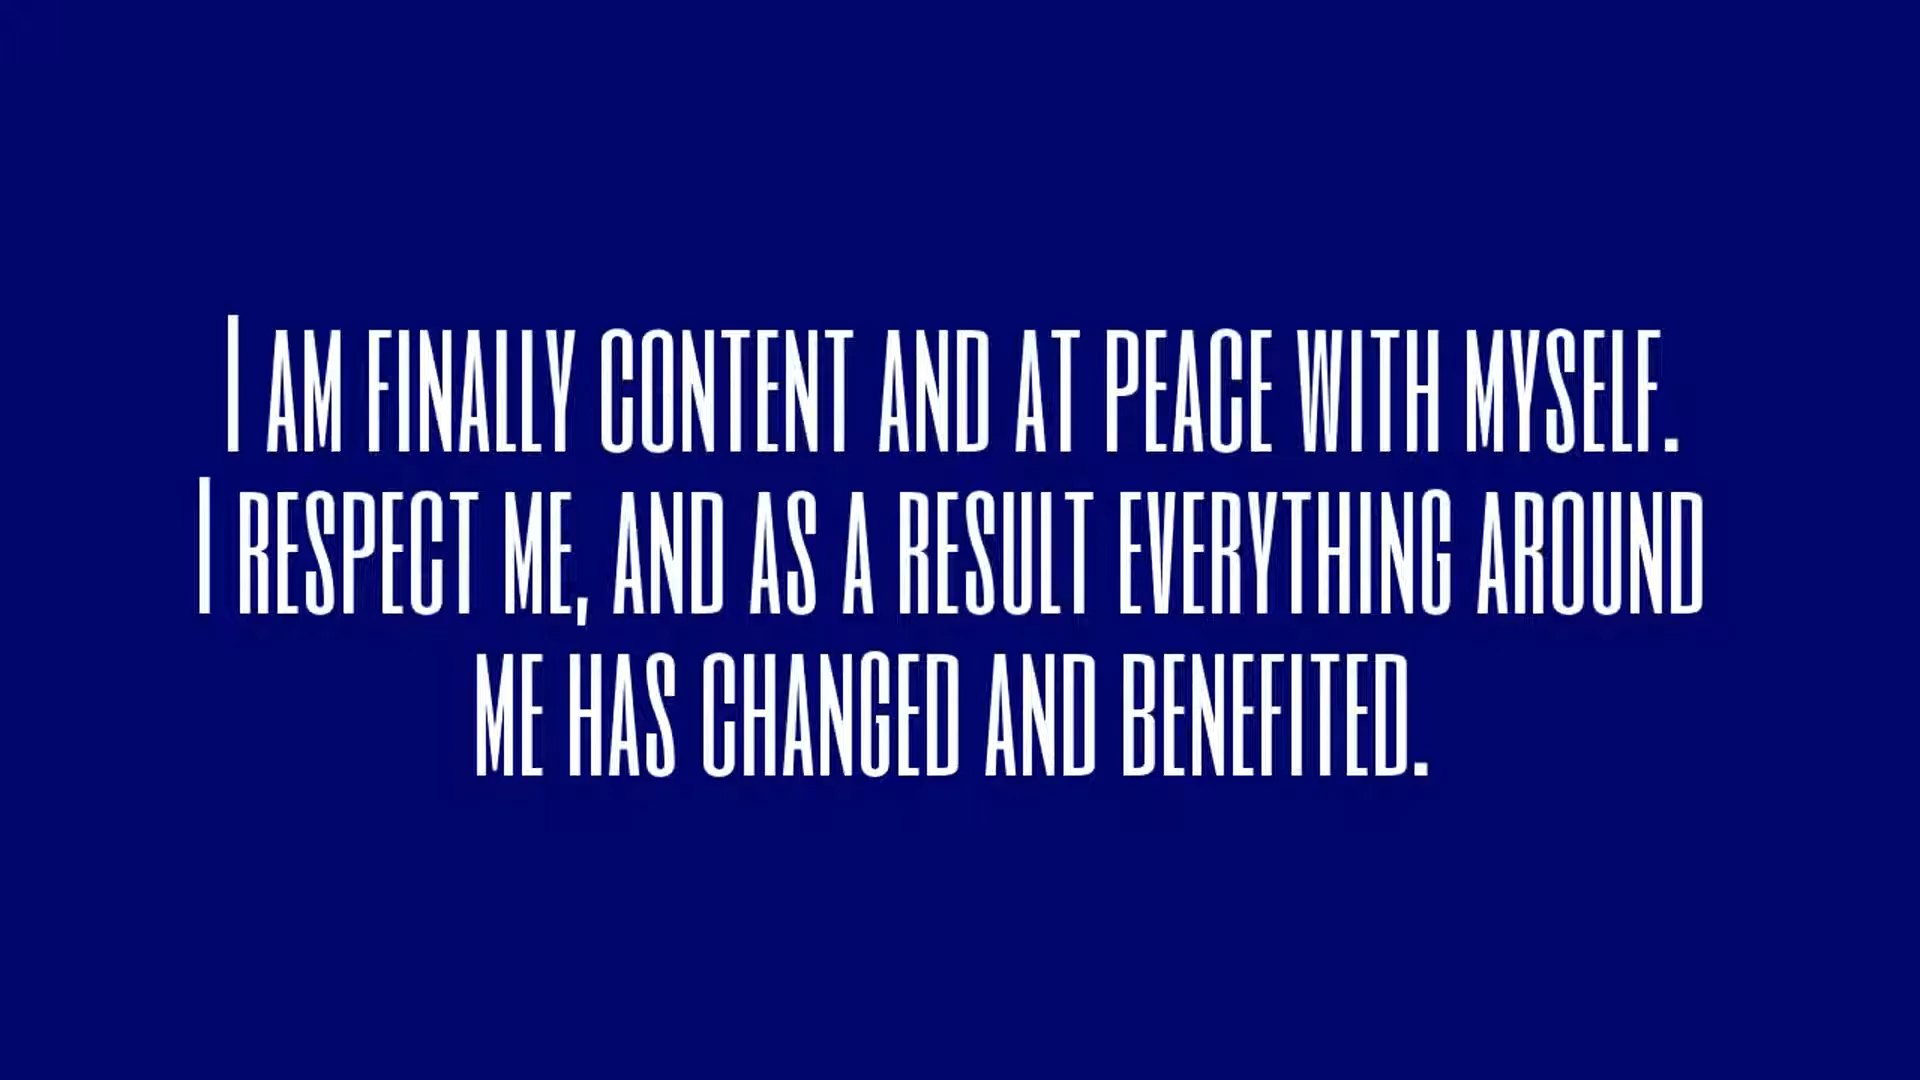 I AM FINALLY CONTENT AND AT PEACE WITH MYSELF.
I RESPECT ME, AND AS A RESULT EVERYTHING AROUND
ME HAS CHANGED AND BENEFITED.